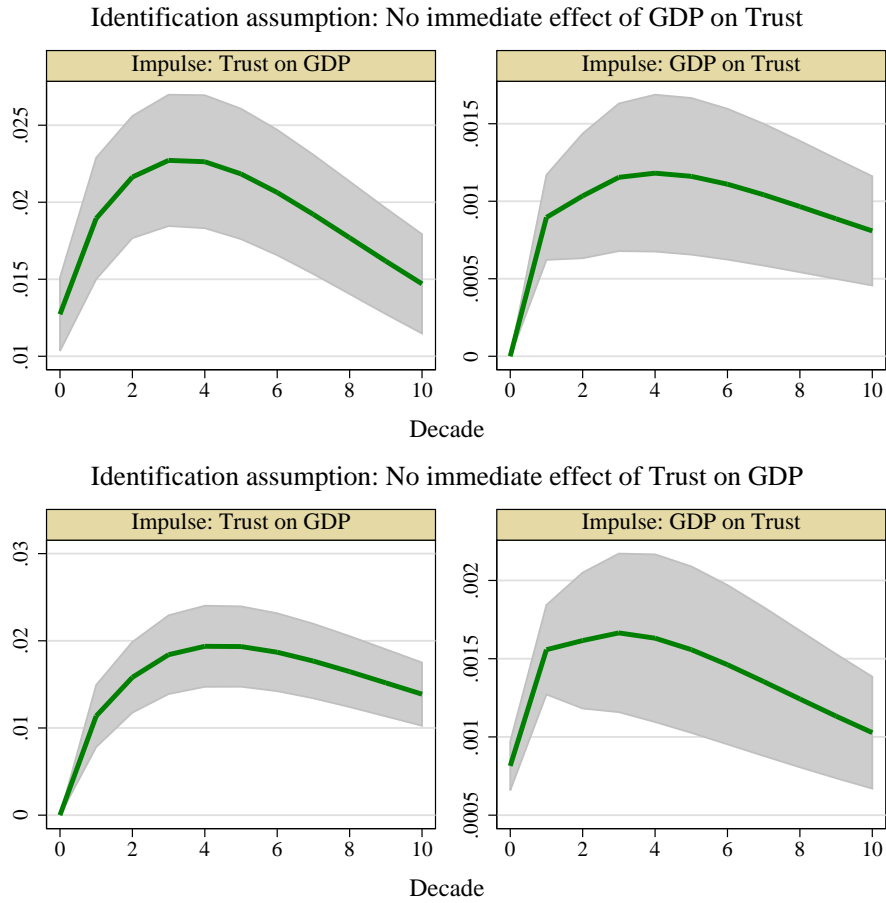 Identification assumption: No immediate effect of GDP on Trust
Impulse: Trust on GDP
.025
.02
.015
.01
0 2 4 6 8 10
Impulse: GDP on Trust
.0015
.001
.0005
0
0 2 4 6 8 10
Decade
Identification assumption: No immediate effect of Trust on GDP
Impulse: Trust on GDP
.03
.02
.01
0
0 2 4 6 8 10
Impulse: GDP on Trust
.002
.0015
.001
.0005
0 2 4 6 8 10
Decade